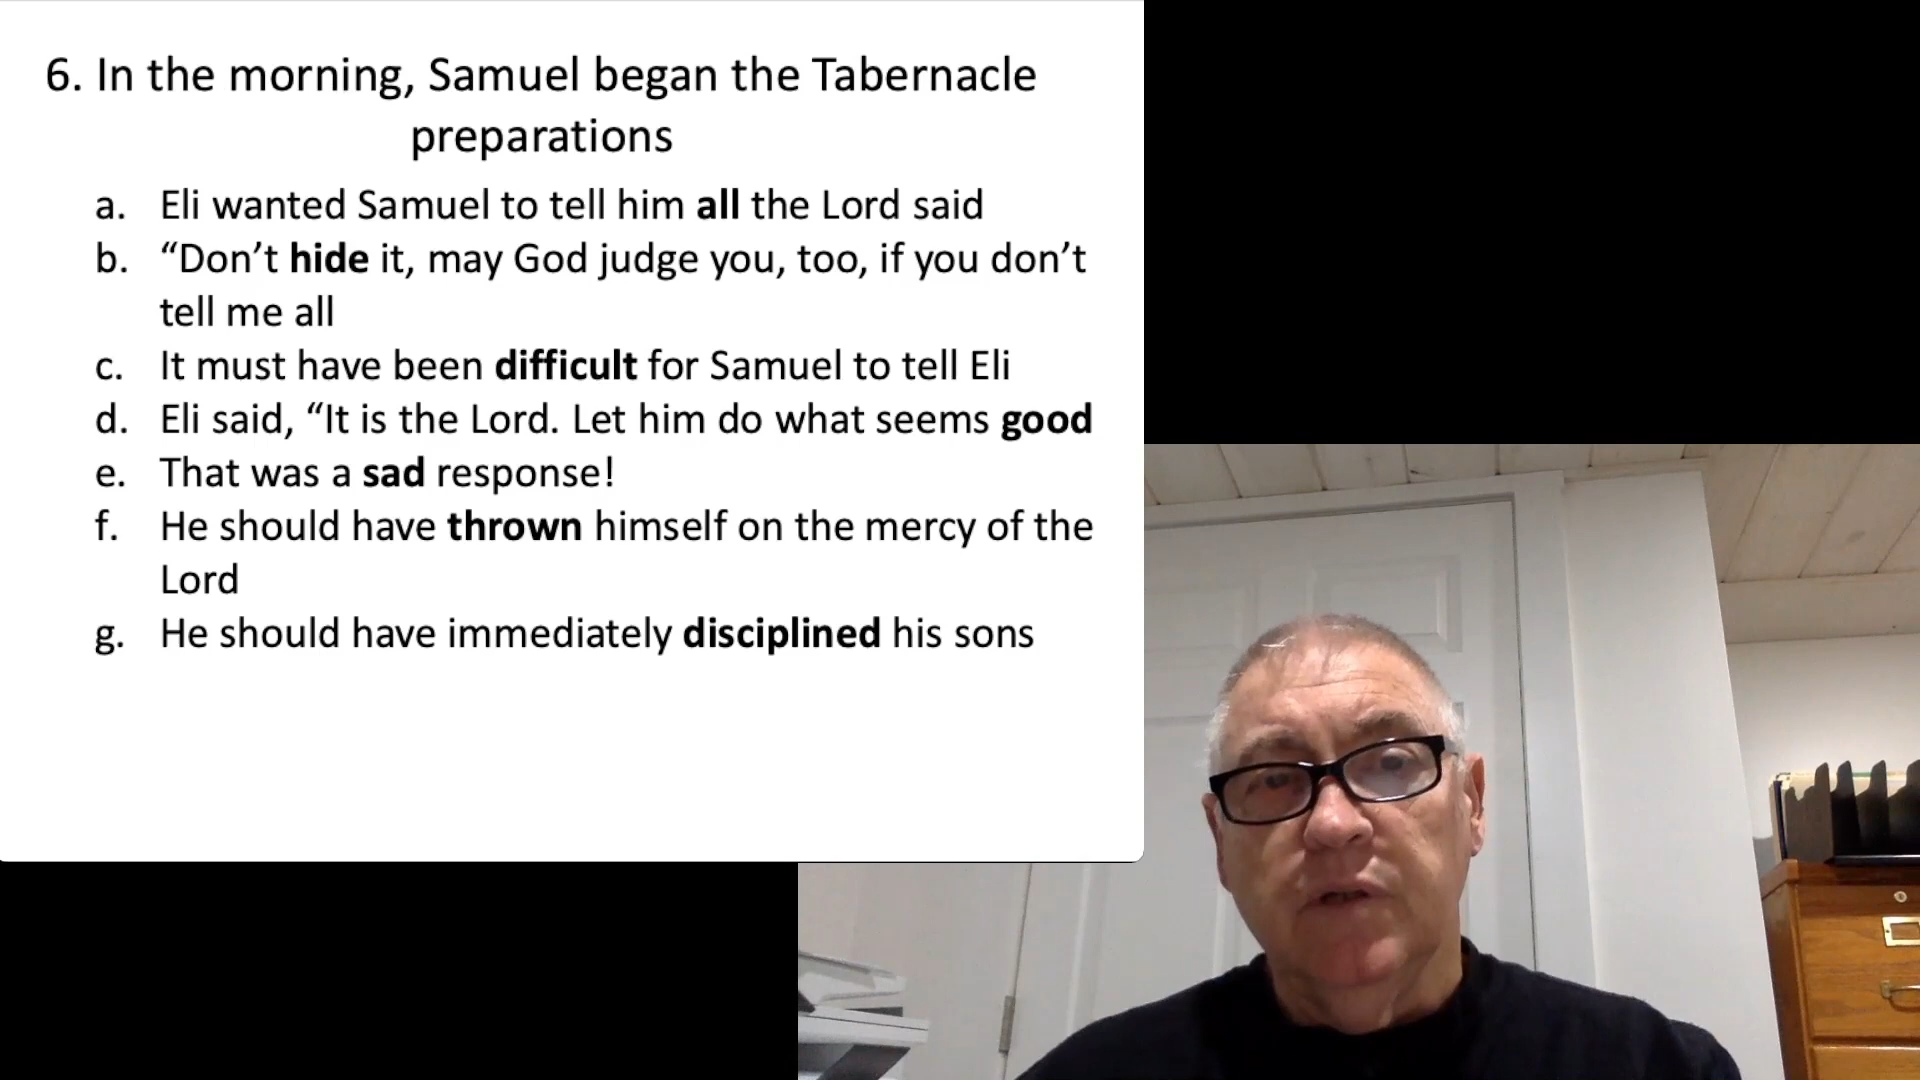 6. In the morning, Samuel began the Tabernacle
preparations
a. Eli wanted Samuel to tell him all the Lord said
b. “Don’t hide it, may God judge you, too, if you don’t
tell me all
c. It must have been difficult for Samuel to tell Eli
d. Eli said, “It is the Lord. Let him do what seems good
e. That was a sad response!
f. He should have thrown himself on the mercy of the
Lord
g. He should have immediately disciplined his sons